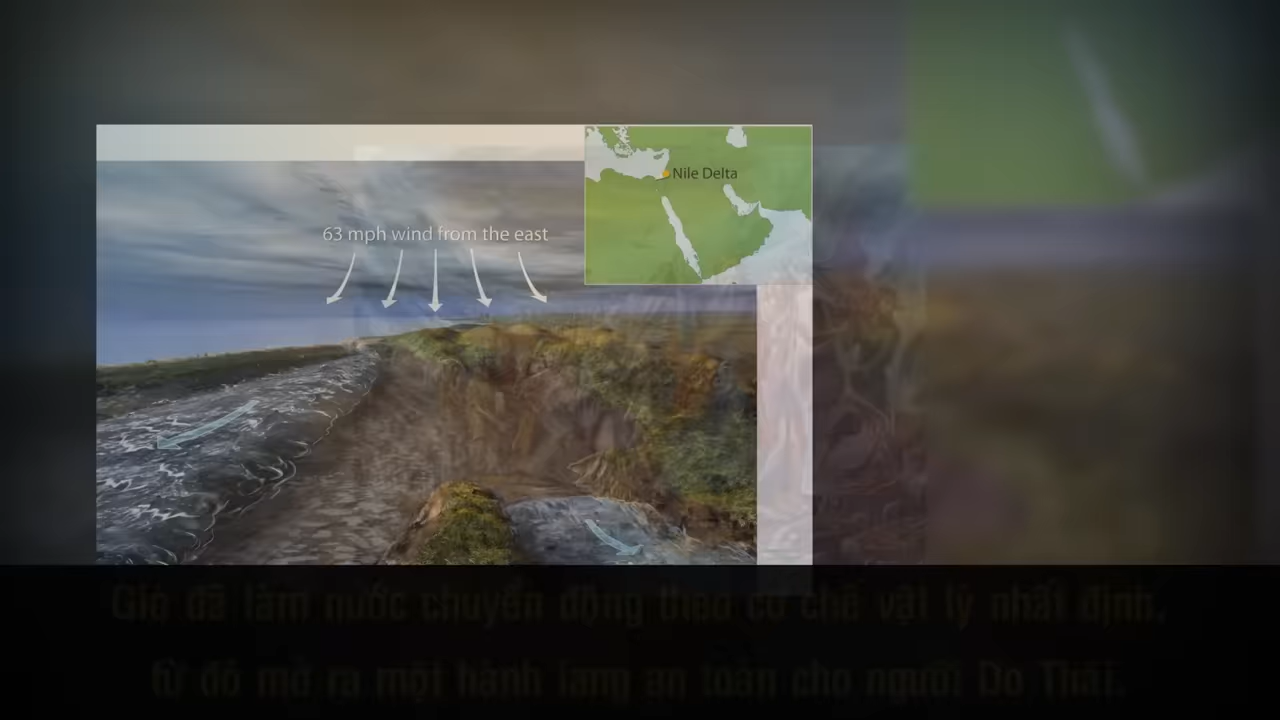 Nile Delta
63 mph wind from the east
Gió đã làm nước chuyển động theo cơ chế vật lý nhất định,
từ đó mở ra một hành lang an toàn cho người Do Thái.